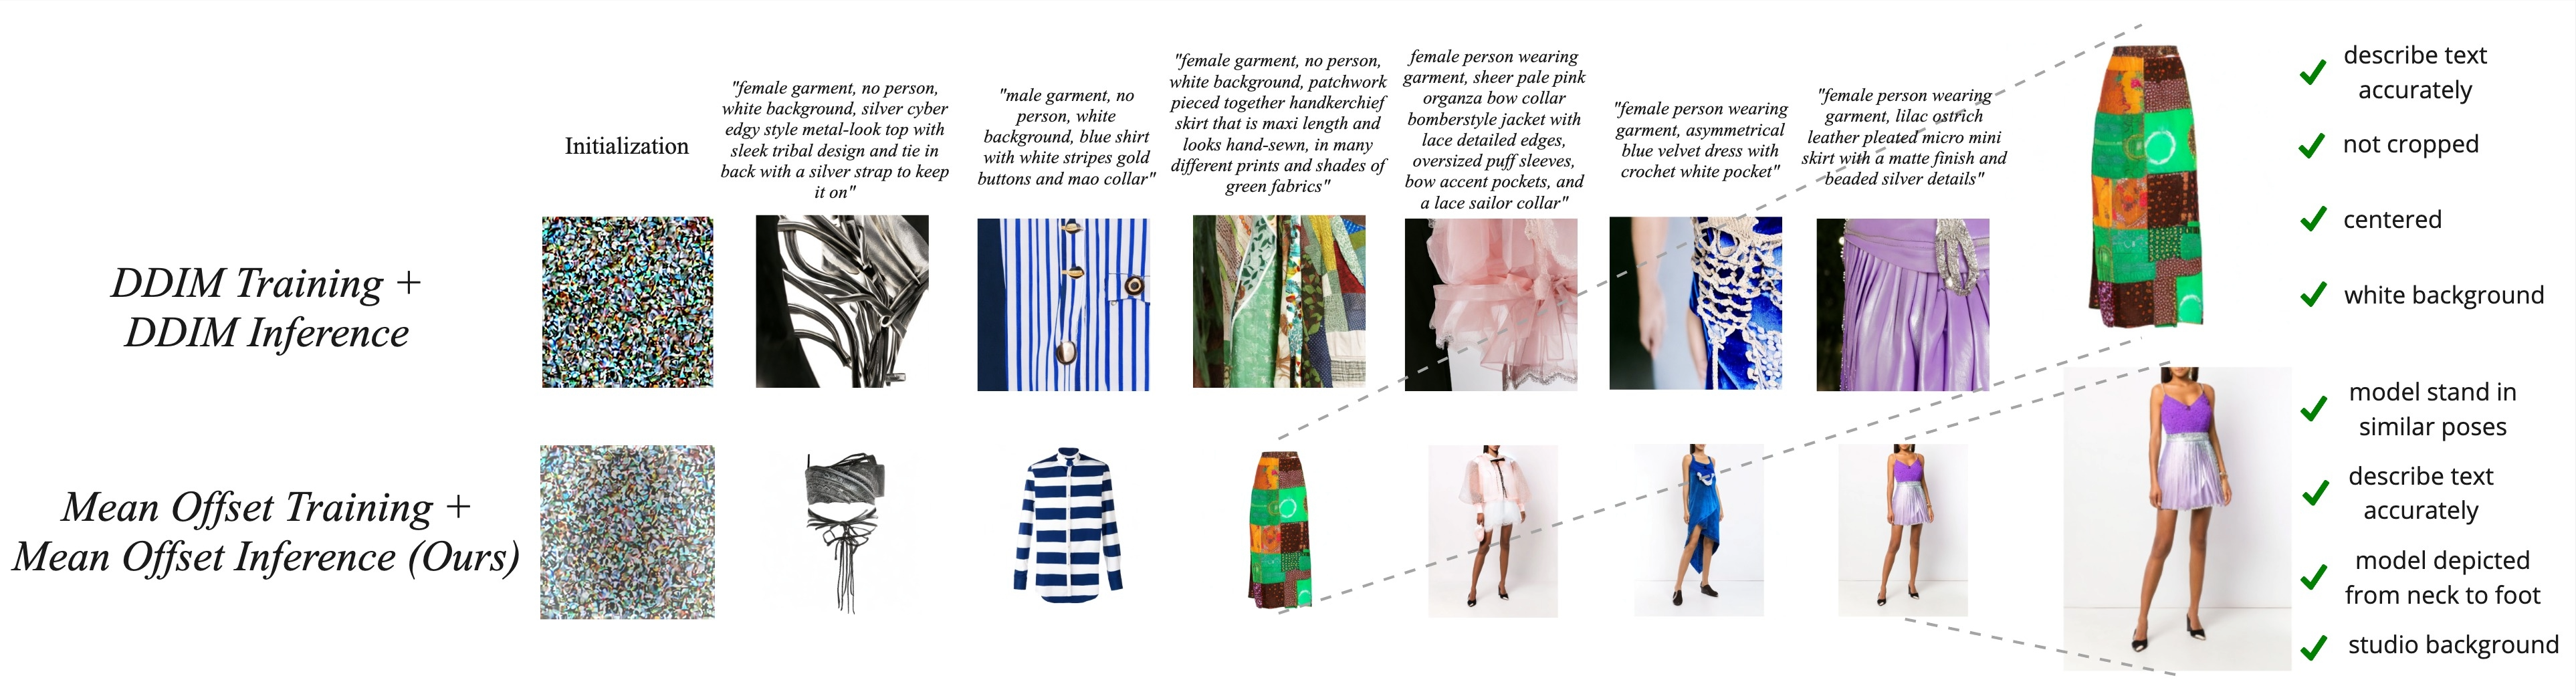 Initialization
"female garment, no person,
white background, silver cyber
edgy style metal-look top with
sleek tribal design and tie in
back with a silver strap to keep
it on"
"male garment, no
person, white
background, blue shirt
with white stripes gold
buttons and mao collar"
"female garment, no person,
white background, patchwork
pieced together handkerchief
skirt that is maxi length and
looks hand-sewn, in many
different prints and shades of
green fabrics"
female person wearing
garment, sheer pale pink
organza bow collar
bomberstyle jacket with
lace detailed edges,
oversized puff sleeves,
bow accent pockets, and
a lace sailor collar"
"female person wearing
garment, asymmetrical
blue velvet dress with
crochet white pocket"
"female person wearing
garment, lilac ostrich
leather pleated micro mini
skirt with a matte finish and
beaded silver details"
DDIM Training +
DDIM Inference
Mean Offset Training +
Mean Offset Inference (Ours)
describe text
accurately
not cropped
centered
white background
model stand in
similar poses
describe text
accurately
model depicted
from neck to foot
studio background